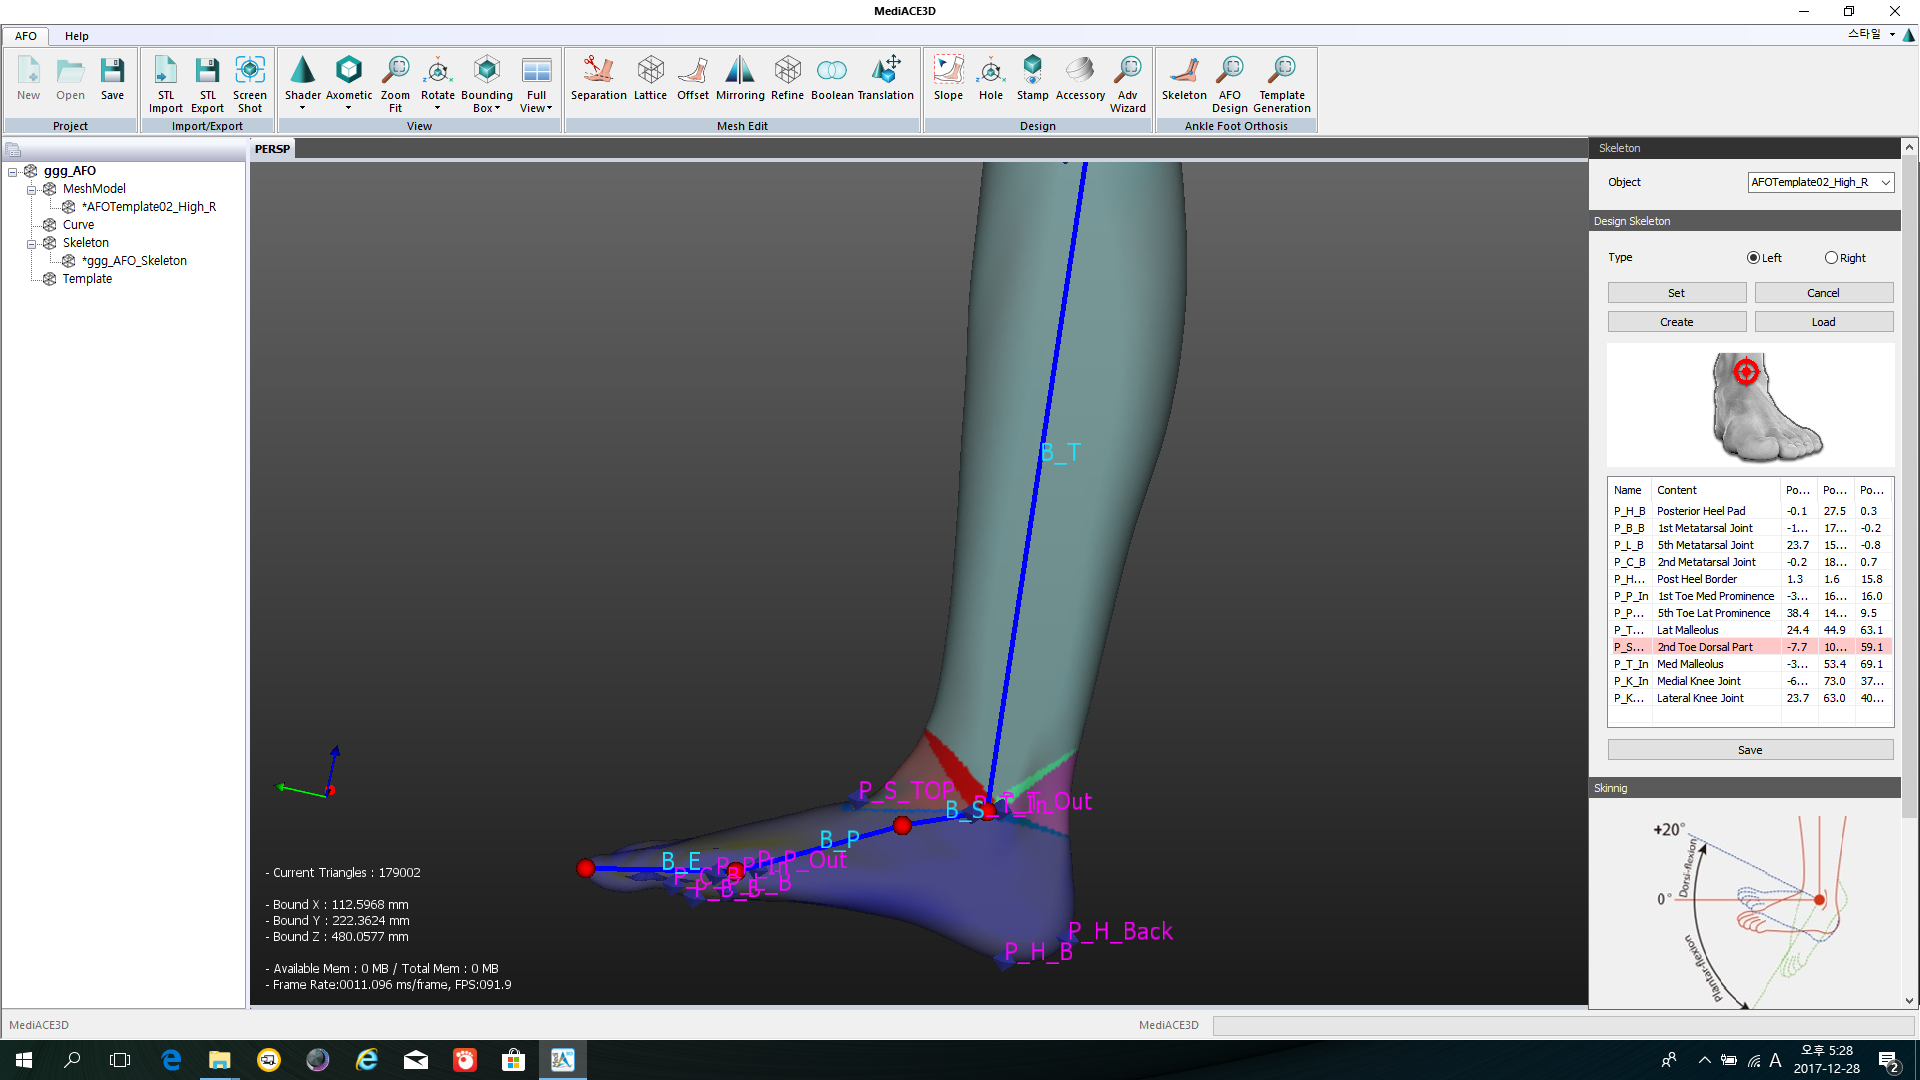 MediACE3D
AFO Help
스타일
New Open Save STL Import STL Export Screen Shot Shader Axometic Zoom Fit Rotate Bounding Box Full View Separation Lattice Offset Mirroring Refine Boolean Translation Slope Hole Stamp Accessory Adv Wizard Skeleton AFO Design Template Generation
Project Import/Export View Mesh Edit Design Ankle Foot Orthosis
PERSP
ggg_AFO
MeshModel
*AFOTemplate02_High_R
Curve
Skeleton
*ggg_AFO_Skeleton
Template
B_T
P_S_TOP
B_S
T_In_Out
B_P
B_E
P_P_Out
P_H_Back
P_H_B
- Current Triangles : 179002
- Bound X : 112.5968 mm
- Bound Y : 222.3624 mm
- Bound Z : 480.0577 mm
- Available Mem : 0 MB / Total Mem : 0 MB
- Frame Rate:0011.096 ms/frame, FPS:091.9
Skeleton
Object AFOTemplate02_High_R
Design Skeleton
Type Left Right
Set Cancel
Create Load
Name Content Po... Po... Po...
P_H_B Posterior Heel Pad -0.1 27.5 0.3
P_B_B 1st Metatarsal Joint -1... 17... -0.2
P_L_B 5th Metatarsal Joint 23.7 15... -0.8
P_C_B 2nd Metatarsal Joint -0.2 18... 0.7
P_H... Post Heel Border 1.3 1.6 15.8
P_P_In 1st Toe Med Prominence -3... 16... 16.0
P_P... 5th Toe Lat Prominence 38.4 14... 9.5
P_T... Lat Malleolus 24.4 44.9 63.1
P_S... 2nd Toe Dorsal Part -7.7 10... 59.1
P_T_In Med Malleolus -3... 53.4 69.1
P_K_In Medial Knee Joint -6... 73.0 37...
P_K... Lateral Knee Joint 23.7 63.0 40...
Save
Skinnig
+20°
Dorsi-flexion
0°
Plantar-flexion
MediACE3D MediACE3D
A 오후 5:28
2017-12-28
2